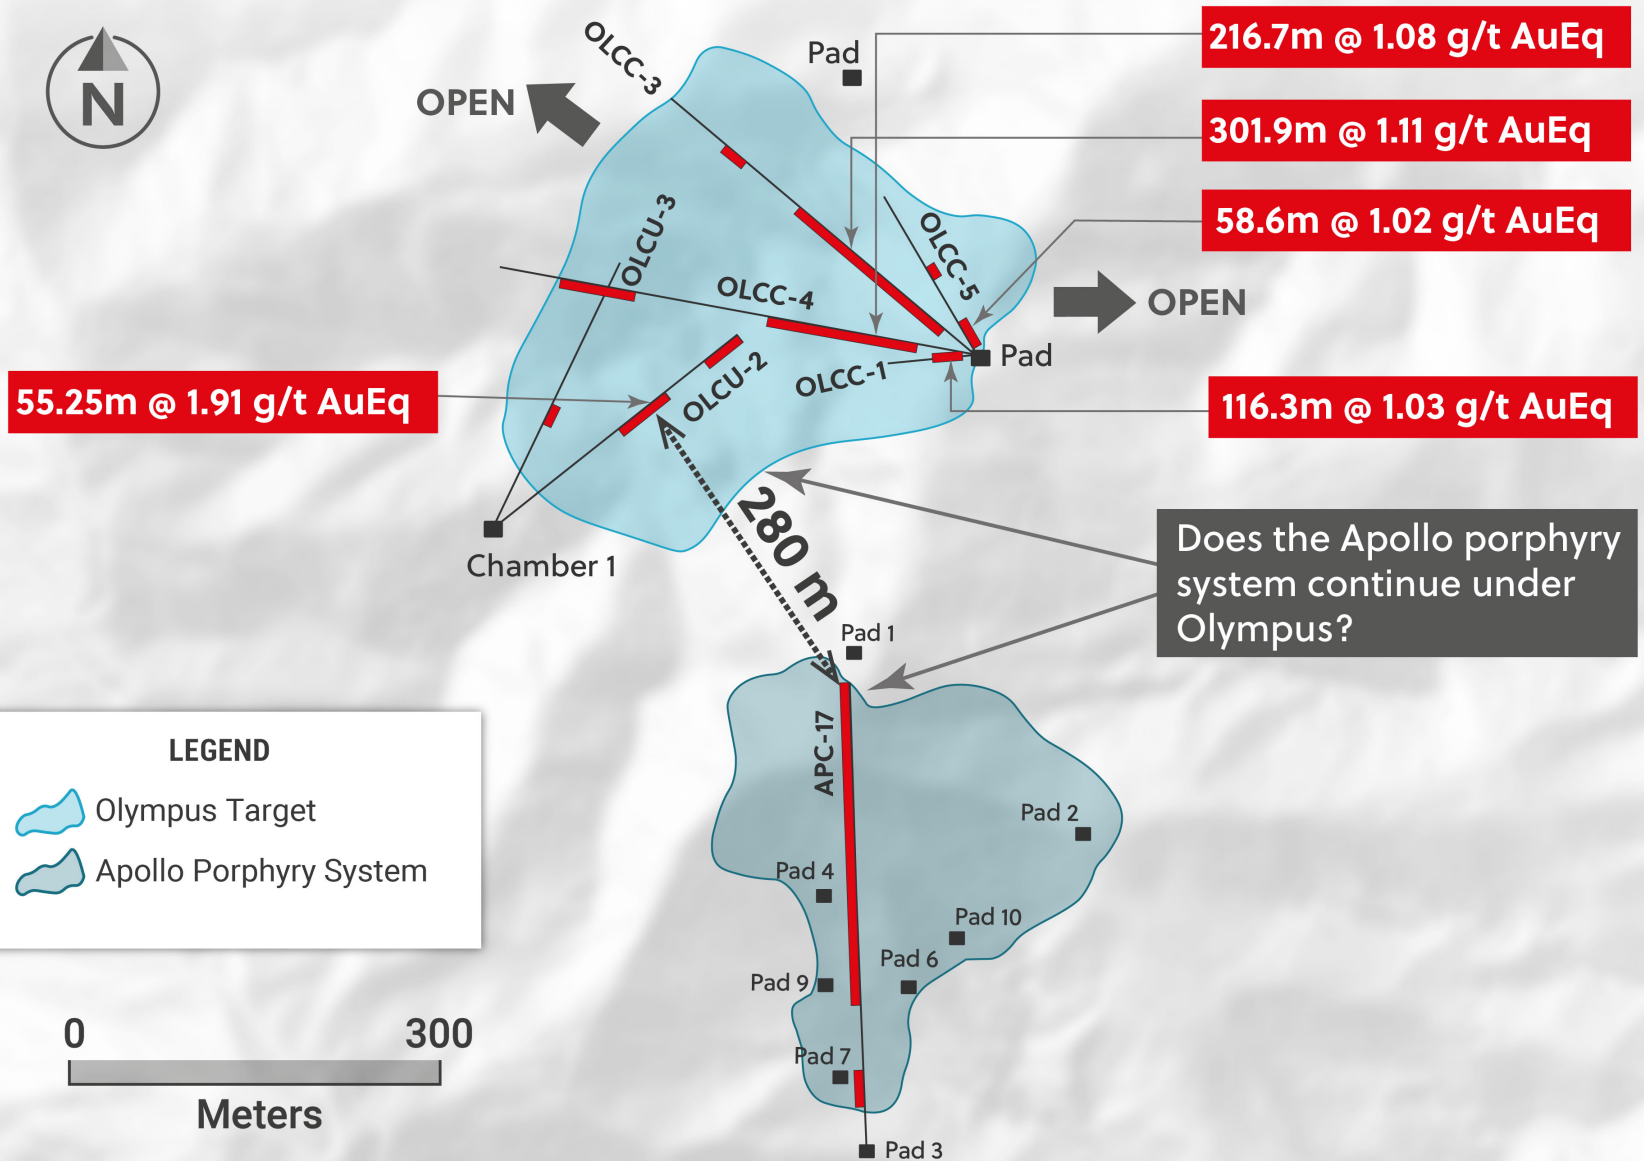 N
OPEN
OLCC-3
Pad
216.7m @ 1.08 g/t AuEq
301.9m @ 1.11 g/t AuEq
58.6m @ 1.02 g/t AuEq
OLCU-3
OLCC-5
OLCC-4
OPEN
Pad
OLCC-1
OLCU-2
55.25m @ 1.91 g/t AuEq
116.3m @ 1.03 g/t AuEq
280 m
Chamber 1
Does the Apollo porphyry
system continue under
Olympus?
Pad 1
APC-17
LEGEND
Olympus Target
Apollo Porphyry System
Pad 2
Pad 4
Pad 10
Pad 6
Pad 9
Pad 7
Pad 3
0 300
Meters